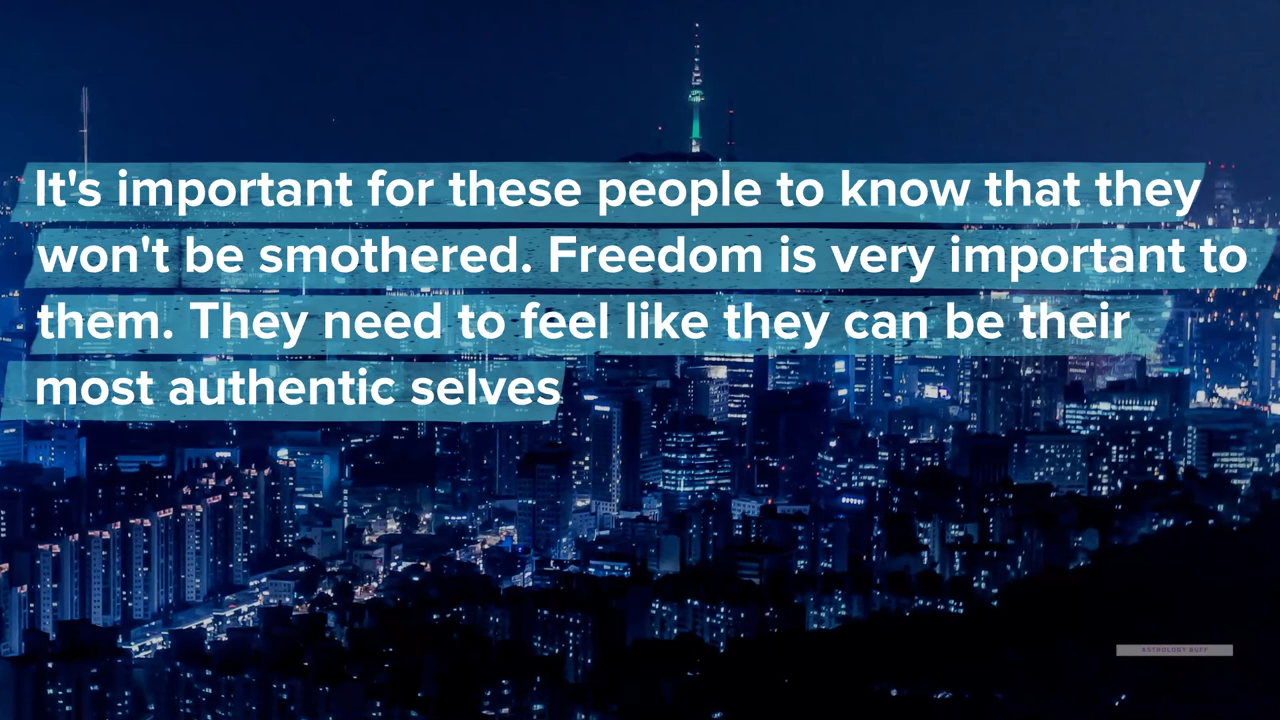 It's important for these people to know that they
won't be smothered. Freedom is very important to
them. They need to feel like they can be their
most authentic selves
ASTROLOGY BUFF